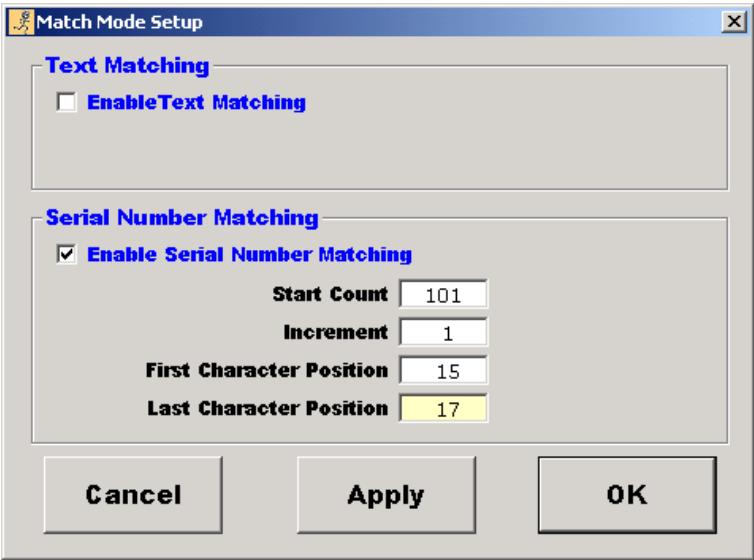 Match Mode Setup
Text Matching
EnableText Matching
Serial Number Matching
Enable Serial Number Matching
Start Count 101
Increment 1
First Character Position 15
Last Character Position 17
Cancel Apply OK